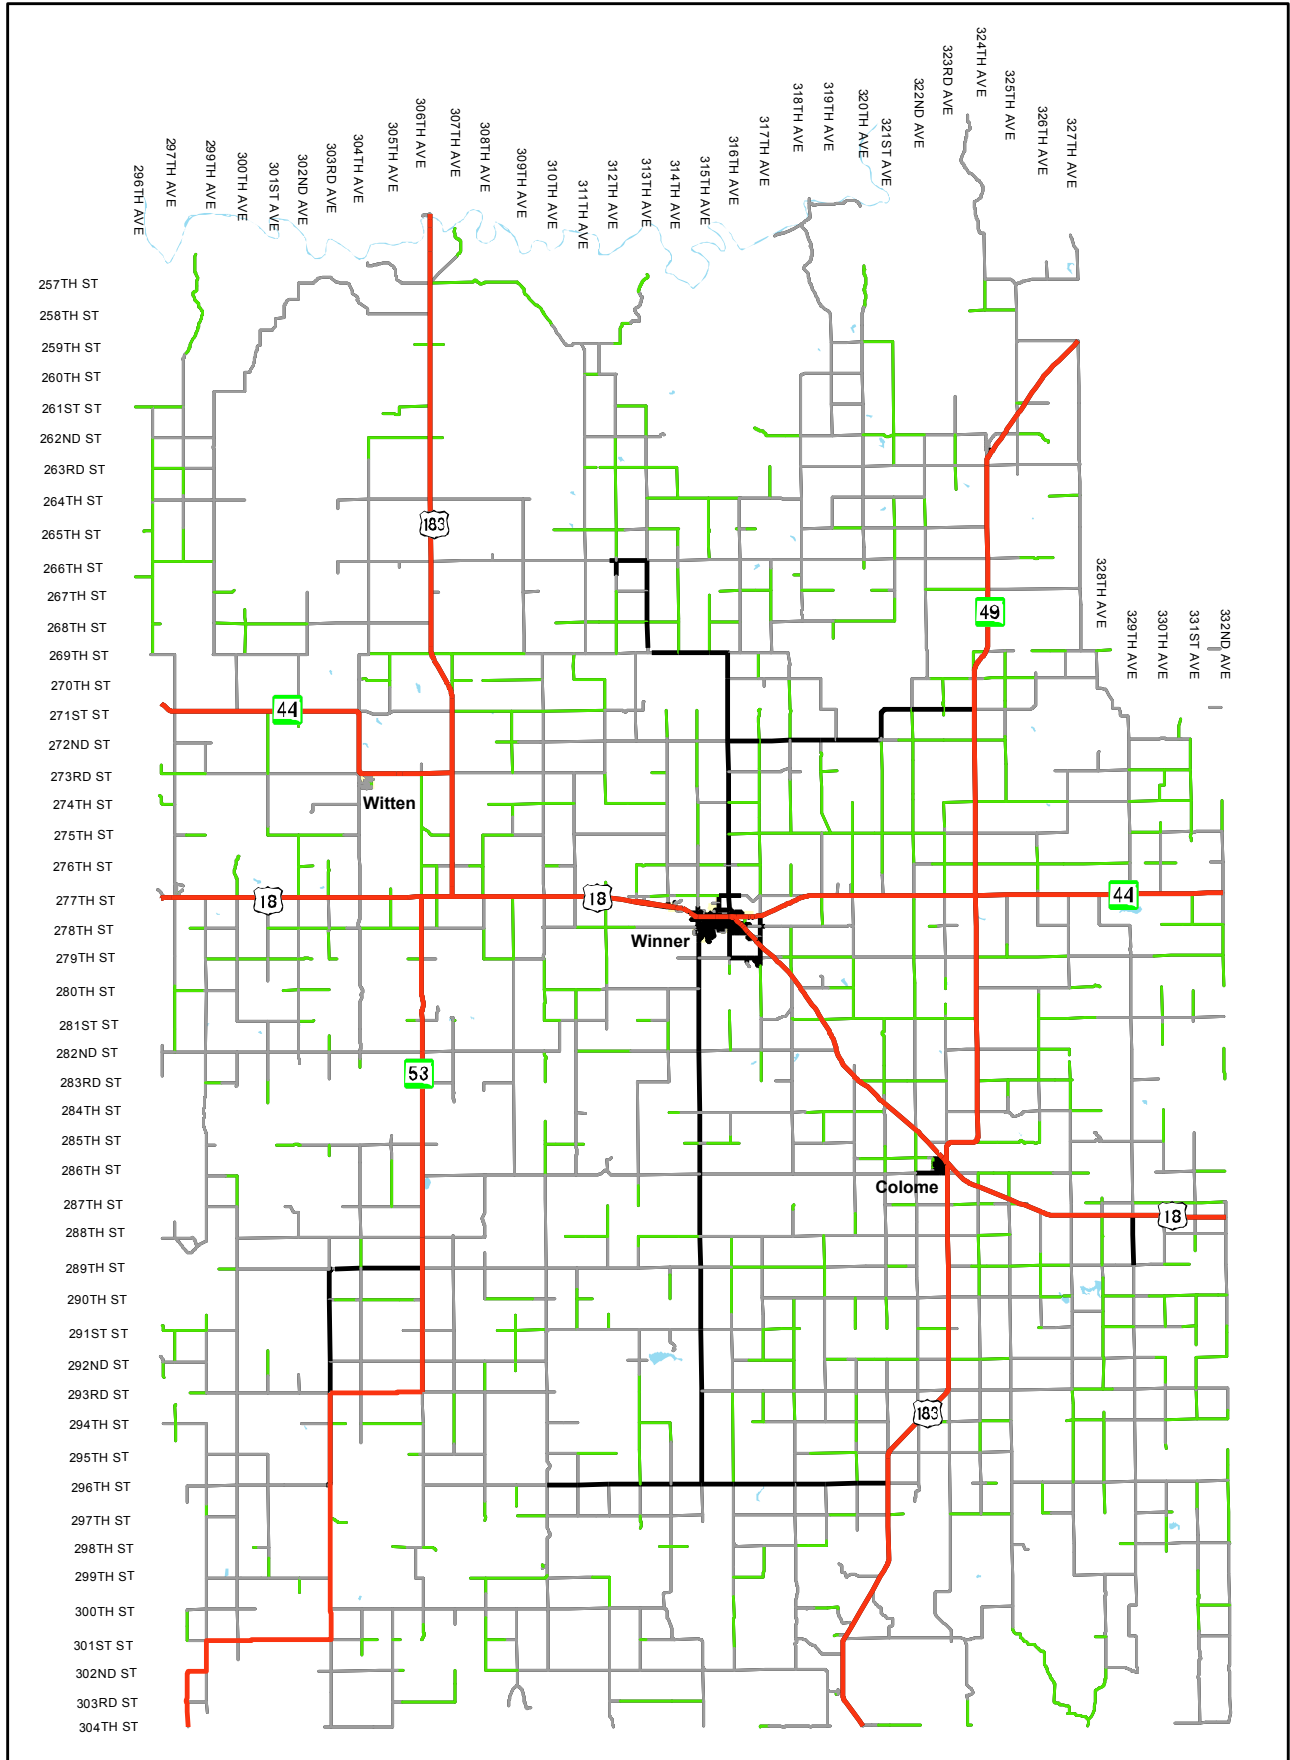 296TH AVE
297TH AVE
299TH AVE
300TH AVE
301ST AVE
302ND AVE
303RD AVE
304TH AVE
305TH AVE
306TH AVE
307TH AVE
308TH AVE
309TH AVE
310TH AVE
311TH AVE
312TH AVE
313TH AVE
314TH AVE
315TH AVE
316TH AVE
317TH AVE
318TH AVE
319TH AVE
320TH AVE
321ST AVE
322ND AVE
323RD AVE
324TH AVE
325TH AVE
326TH AVE
327TH AVE
328TH AVE
329TH AVE
330TH AVE
331ST AVE
332ND AVE
257TH ST
258TH ST
259TH ST
260TH ST
261ST ST
262ND ST
263RD ST
264TH ST
265TH ST
266TH ST
267TH ST
268TH ST
269TH ST
270TH ST
271ST ST
272ND ST
273RD ST
274TH ST
275TH ST
276TH ST
277TH ST
278TH ST
279TH ST
280TH ST
281ST ST
282ND ST
283RD ST
284TH ST
285TH ST
286TH ST
287TH ST
288TH ST
289TH ST
290TH ST
291ST ST
292ND ST
293RD ST
294TH ST
295TH ST
296TH ST
297TH ST
298TH ST
299TH ST
300TH ST
301ST ST
302ND ST
303RD ST
304TH ST
183
49
44
Witten
18
18
44
Winner
53
Colome
18
183